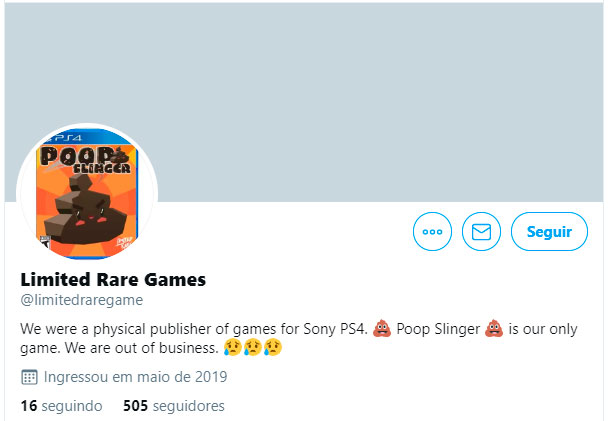 PS4
POOP
SLINGER
Seguir
Limited Rare Games
@limitedraregame
We were a physical publisher of games for Sony PS4. 💩 Poop Slinger 💩 is our only
game. We are out of business. 😥😥😥
Ingressou em maio de 2019
16 seguindo 505 seguidores